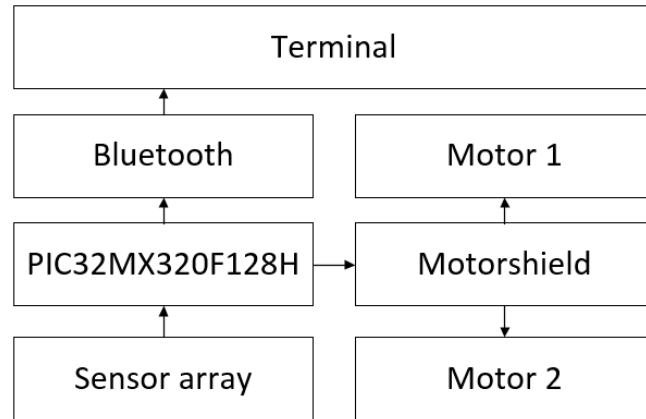 Terminal
Bluetooth
Motor 1
PIC32MX320F128H
Motorshield
Sensor array
Motor 2